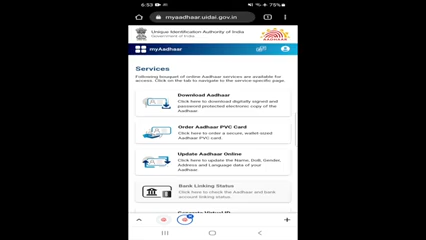 6:53
75%
myaadhaar.uidai.gov.in
Unique Identification Authority of India
Government of India
AADHAAR
myAadhaar
Services
Following bouquet of online Aadhaar services are available for
access. Click on the tab to navigate to the service-specific page.
Download Aadhaar
Click here to download digitally signed and
password protected electronic copy of the
Aadhaar
Order Aadhaar PVC Card
Click here to order a secure, wallet sized
Aadhaar PVC card
Update Aadhaar Online
Click here to update the Name, DoB, Gender,
Address and Language data of your
Aadhaar.
Bank Linking Status
Click here to check the Aadhaar and bank
account linking status.
Generate Virtual ID